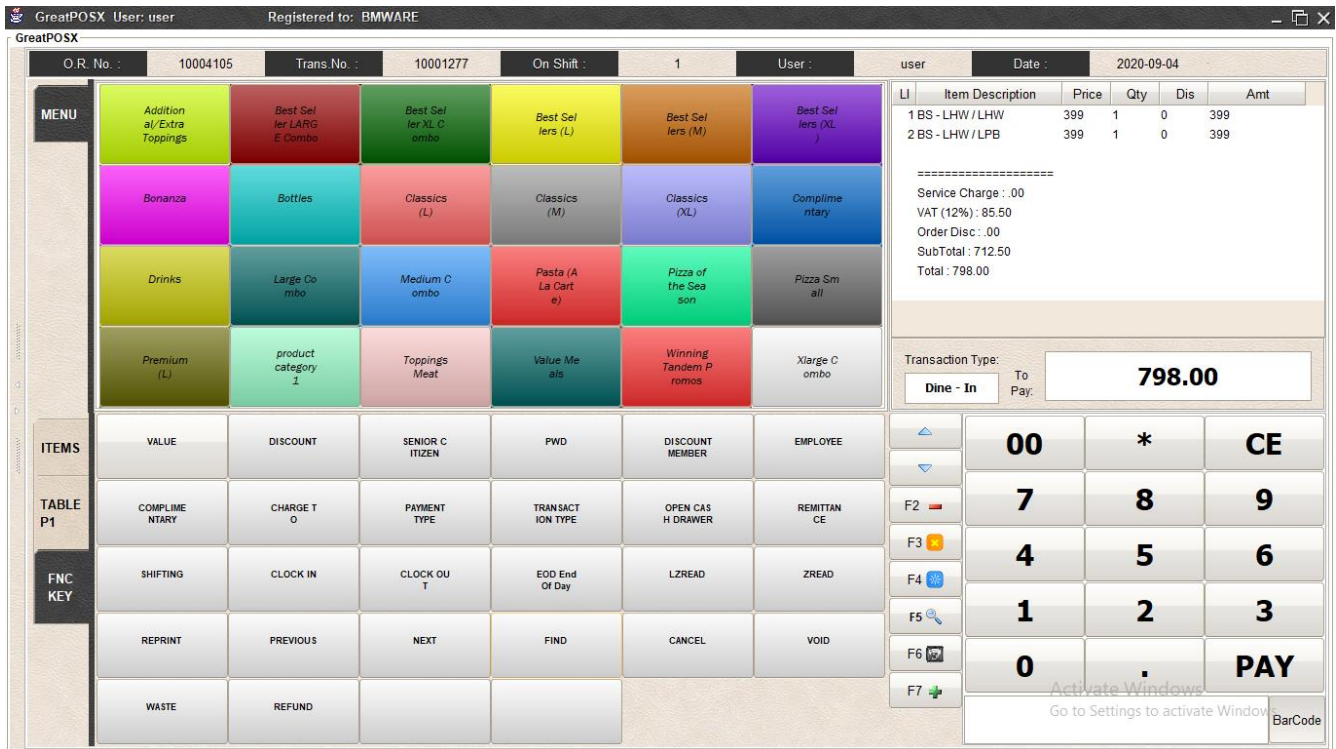 GreatPOSX User: user Registered to: BMWARE
GreatPOSX
O.R. No. : 10004105 Trans.No. : 10001277 On Shift : 1 User : user Date : 2020-09-04
MENU
Addition
al/Extra
Toppings
Best Sel
ler LARG
E Combo
Best Sel
ler XL C
ombo
Best Sel
lers (L)
Best Sel
lers (M)
Best Sel
lers (XL
)
Bonanza
Bottles
Classics
(L)
Classics
(M)
Classics
(XL)
Complime
ntary
Drinks
Large Co
mbo
Medium C
ombo
Pasta (A
La Cart
e)
Pizza of
the Sea
son
Pizza Sm
all
Premium
(L)
product
category
1
Toppings
Meat
Value Me
als
Winning
Tandem P
romos
Xlarge C
ombo
LI Item Description Price Qty Dis Amt
1 BS - LHW / LHW 399 1 0 399
2 BS - LHW / LPB 399 1 0 399
=====================
Service Charge : .00
VAT (12%) : 85.50
Order Disc : .00
SubTotal : 712.50
Total : 798.00
Transaction Type:
Dine - In
To
Pay:
798.00
ITEMS
TABLE
P1
FNC
KEY
VALUE
DISCOUNT
SENIOR C
ITIZEN
PWD
DISCOUNT
MEMBER
EMPLOYEE
COMPLIME
NTARY
CHARGE T
O
PAYMENT
TYPE
TRANSACT
ION TYPE
OPEN CAS
H DRAWER
REMITTAN
CE
SHIFTING
CLOCK IN
CLOCK OU
T
EOD End
Of Day
LZREAD
ZREAD
REPRINT
PREVIOUS
NEXT
FIND
CANCEL
VOID
WASTE
REFUND
F2
F3
F4
F5
F6
F7
00 * CE
7 8 9
4 5 6
1 2 3
0 . PAY
Activate Windows
Go to Settings to activate Windows.
BarCode